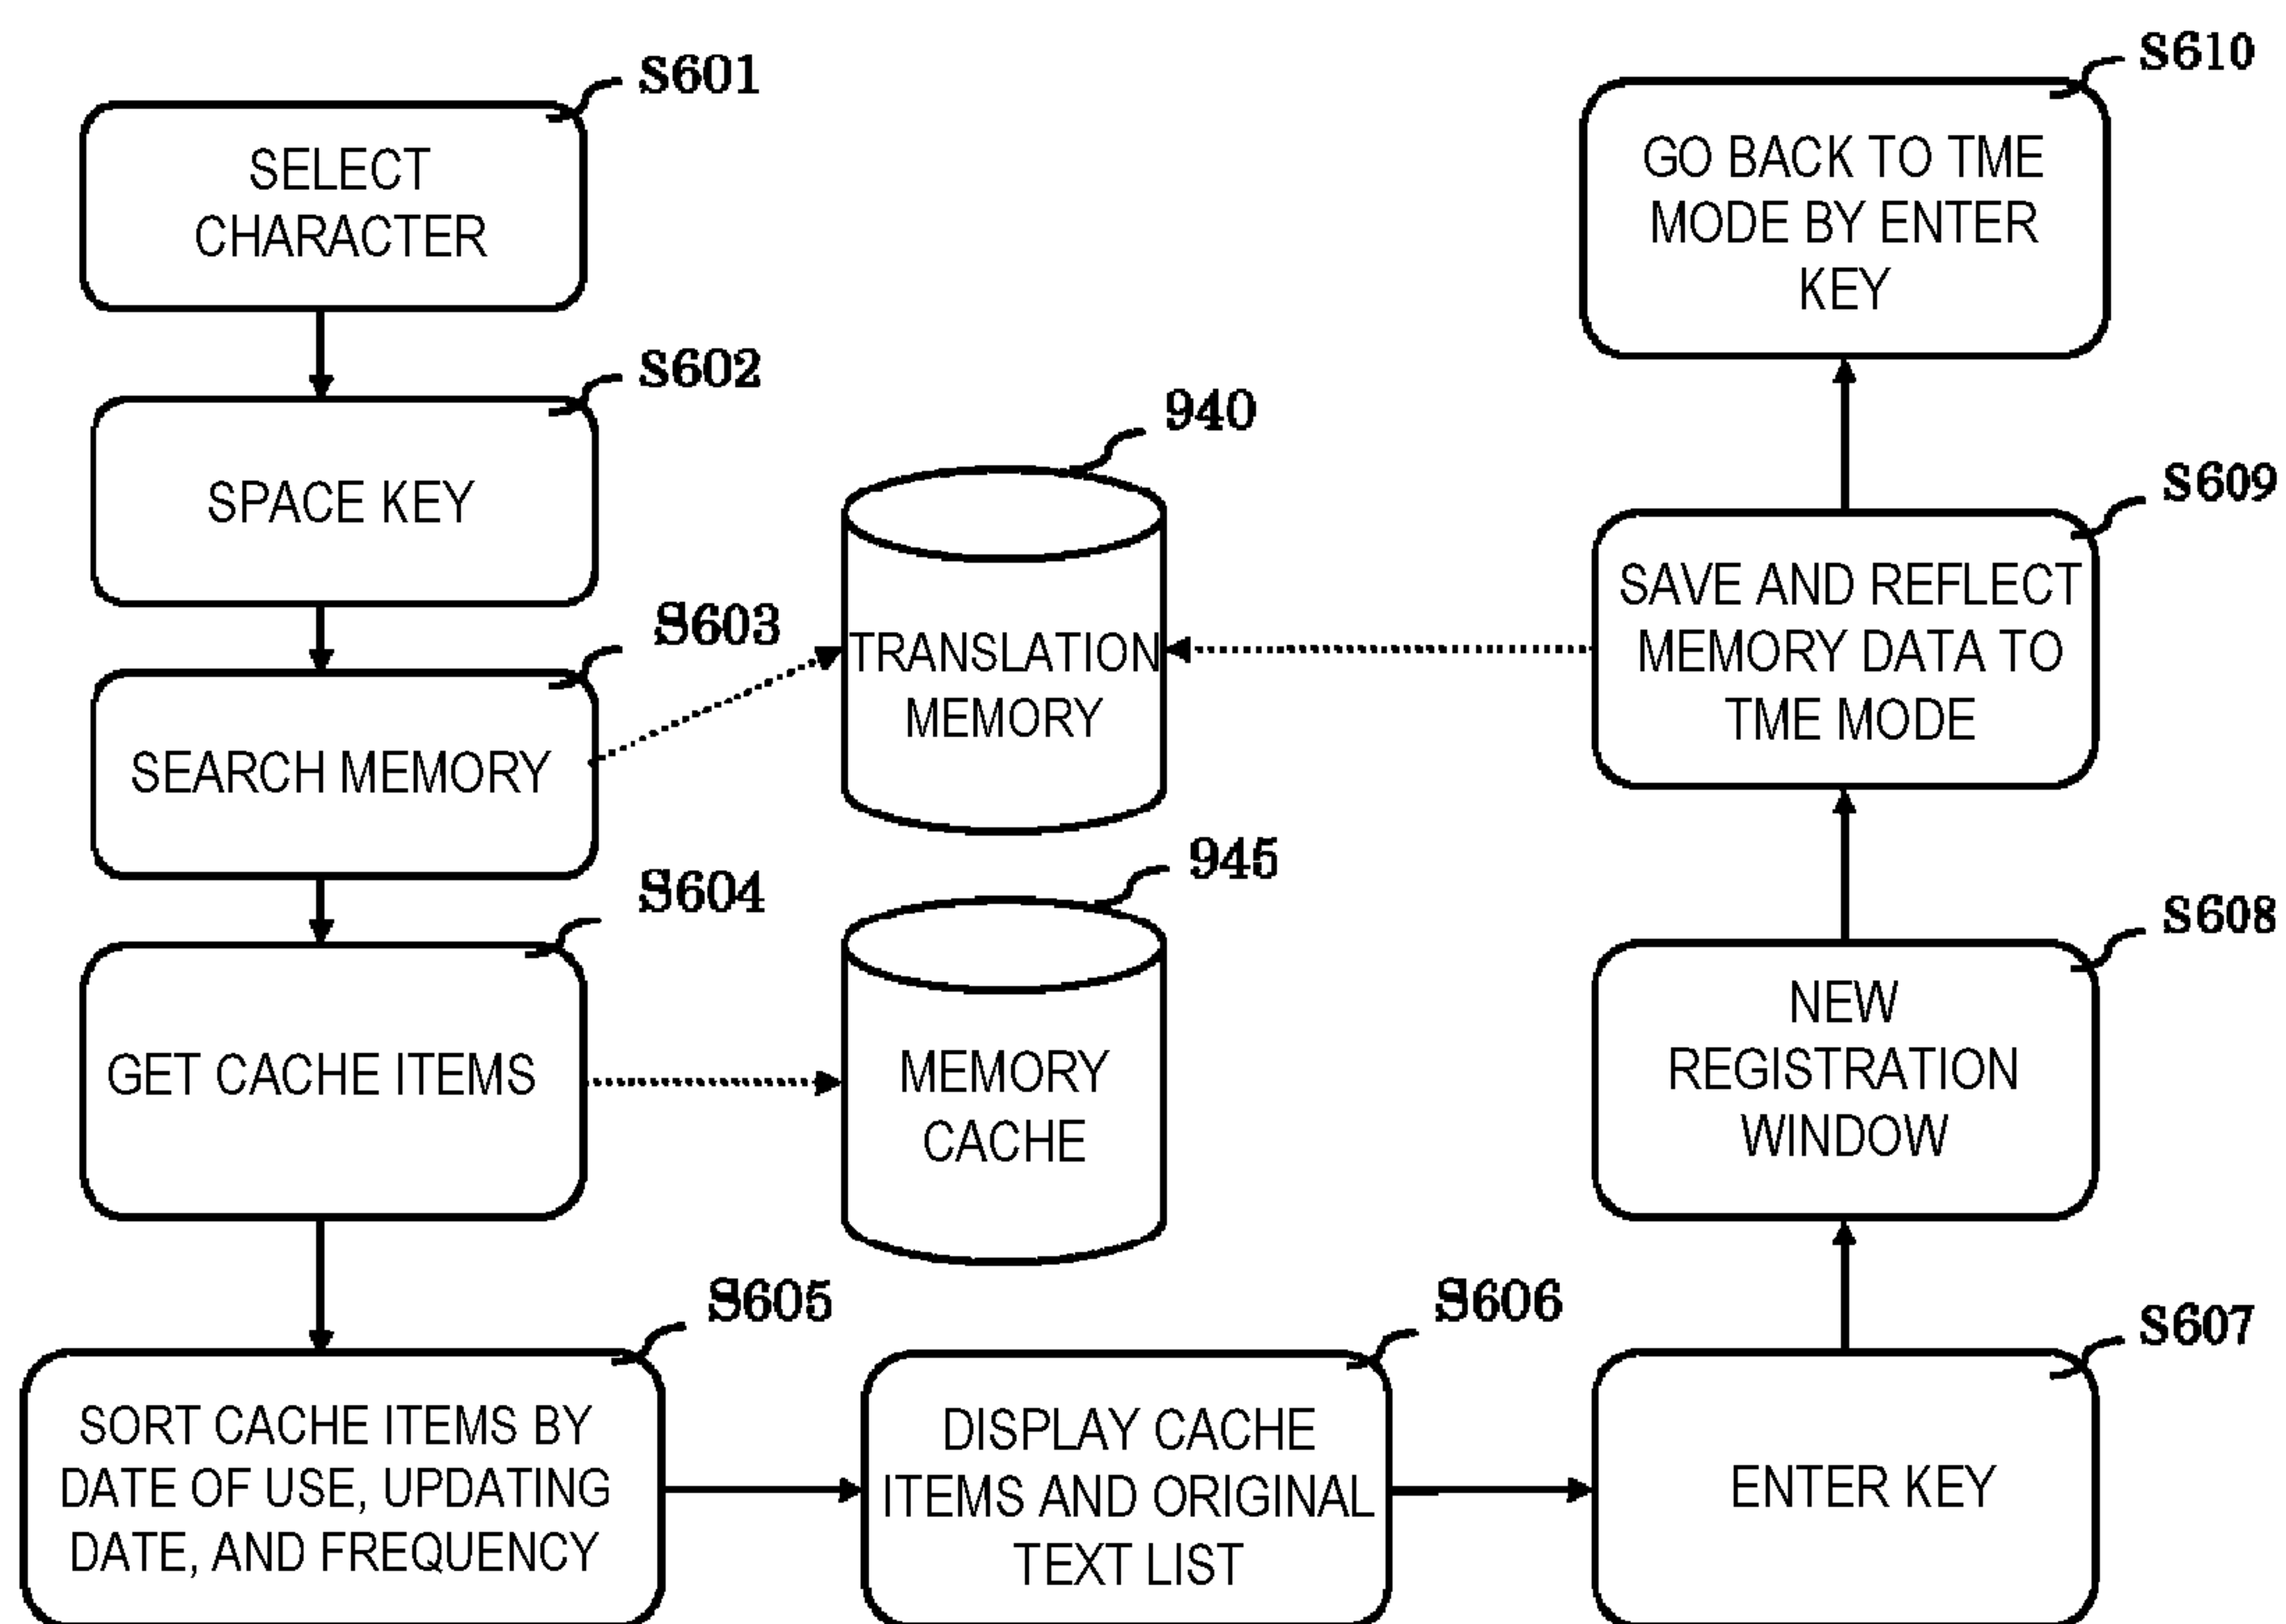 S601
SELECT
CHARACTER
S602
SPACE KEY
S603
SEARCH MEMORY
S604
GET CACHE ITEMS
S605
SORT CACHE ITEMS BY
DATE OF USE, UPDATING
DATE, AND FREQUENCY
940
TRANSLATION
MEMORY
945
MEMORY
CACHE
S606
DISPLAY CACHE
ITEMS AND ORIGINAL
TEXT LIST
S607
ENTER KEY
S608
NEW
REGISTRATION
WINDOW
S609
SAVE AND REFLECT
MEMORY DATA TO
TME MODE
S610
GO BACK TO TME
MODE BY ENTER
KEY